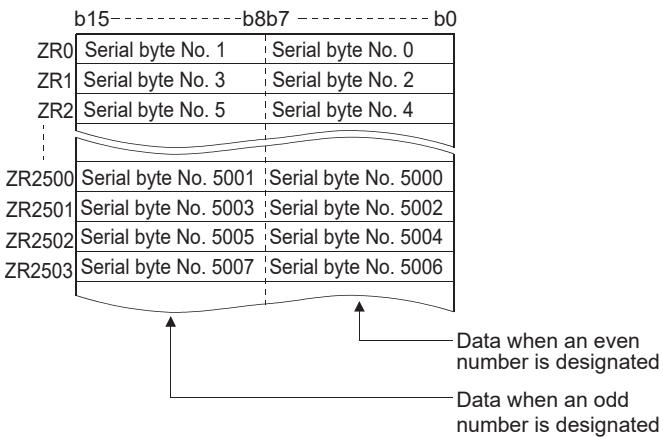 b15 b8b7 b0
ZR0 Serial byte No. 1 Serial byte No. 0
ZR1 Serial byte No. 3 Serial byte No. 2
ZR2 Serial byte No. 5 Serial byte No. 4
ZR2500 Serial byte No. 5001 Serial byte No. 5000
ZR2501 Serial byte No. 5003 Serial byte No. 5002
ZR2502 Serial byte No. 5005 Serial byte No. 5004
ZR2503 Serial byte No. 5007 Serial byte No. 5006
Data when an even
number is designated
Data when an odd
number is designated